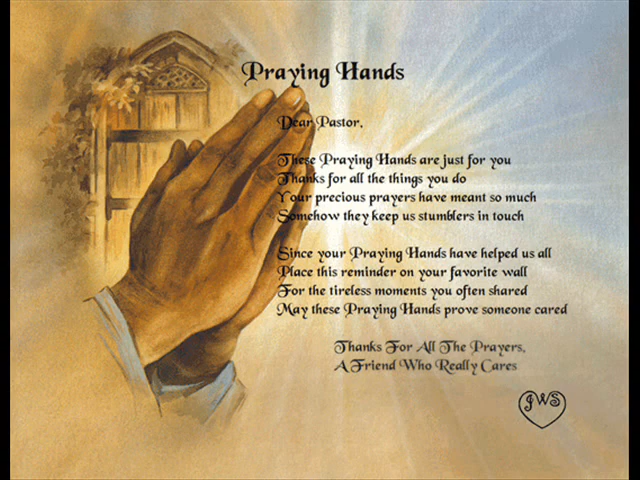 Praying Hands
Dear Pastor,
These Praying Hands are just for you
Thanks for all the things you do
Your precious prayers have meant so much
Somehow they keep us stumblers in touch
Since your Praying Hands have helped us all
Place this reminder on your favorite wall
For the tireless moments you often shared
May these Praying Hands prove someone cared
Thanks For All The Prayers,
A Friend Who Really Cares
JWS